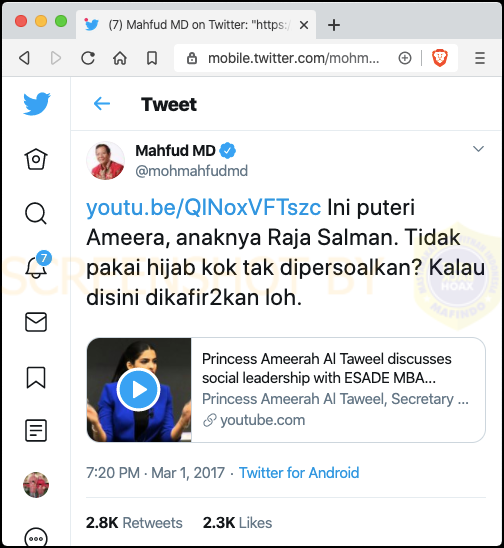 (7) Mahfud MD on Twitter: "https:/
mobile.twitter.com/mohm...
Tweet
Mahfud MD
@mohmahfudmd
youtu.be/QlNoxVFTszc Ini puteri
Ameera, anaknya Raja Salman. Tidak
pakai hijab kok tak dipersoalkan? Kalau
disini dikafir2kan loh.
7
SCREENSHOT BY
HOAX
MAFINDO
Princess Ameerah Al Taweel discusses
social leadership with ESADE MBA...
Princess Ameerah Al Taweel, Secretary ...
youtube.com
7:20 PM · Mar 1, 2017 · Twitter for Android
2.8K Retweets 2.3K Likes